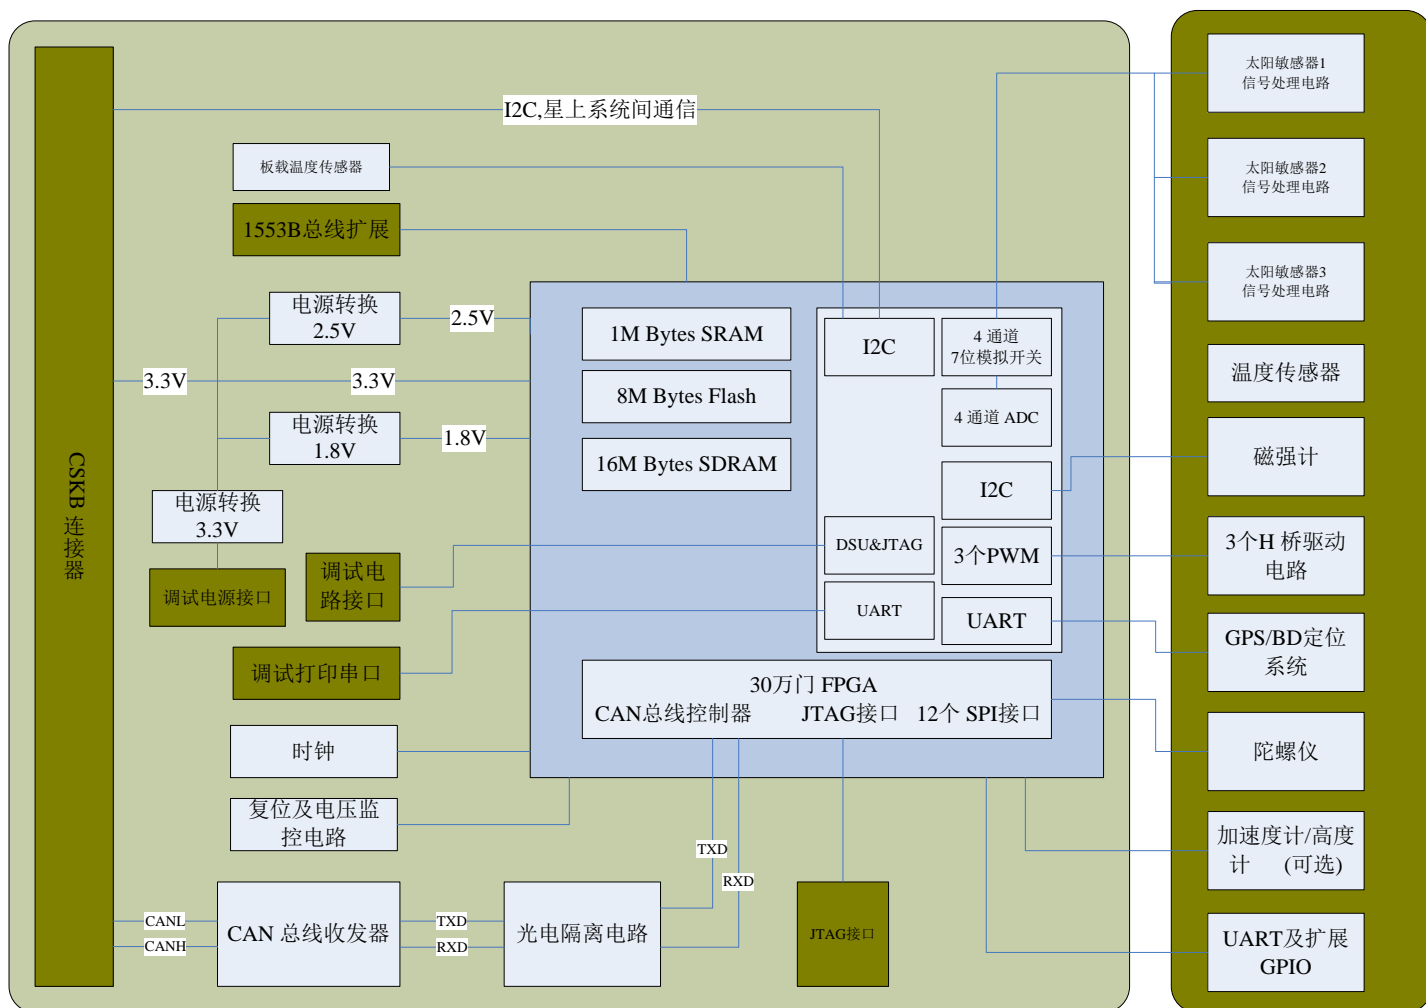 I2C,星上系统间通信
板载温度传感器
1553B总线扩展
电源转换
2.5V
2.5V
3.3V
3.3V
电源转换
1.8V
1.8V
电源转换
3.3V
调试电源接口
调试电
路接口
调试打印串口
时钟
复位及电压监
控电路
CSKB 连接器
CANL
CANH
CAN 总线收发器
TXD
RXD
光电隔离电路
TXD
RXD
JTAG接口
1M Bytes SRAM
8M Bytes Flash
16M Bytes SDRAM
I2C
4 通道
7位模拟开关
4 通道 ADC
I2C
DSU&JTAG
3个PWM
UART
UART
30万门 FPGA
CAN总线控制器 JTAG接口 12个 SPI接口
太阳敏感器1
信号处理电路
太阳敏感器2
信号处理电路
太阳敏感器3
信号处理电路
温度传感器
磁强计
3个H 桥驱动
电路
GPS/BD定位
系统
陀螺仪
加速度计/高度
计 (可选)
UART及扩展
GPIO